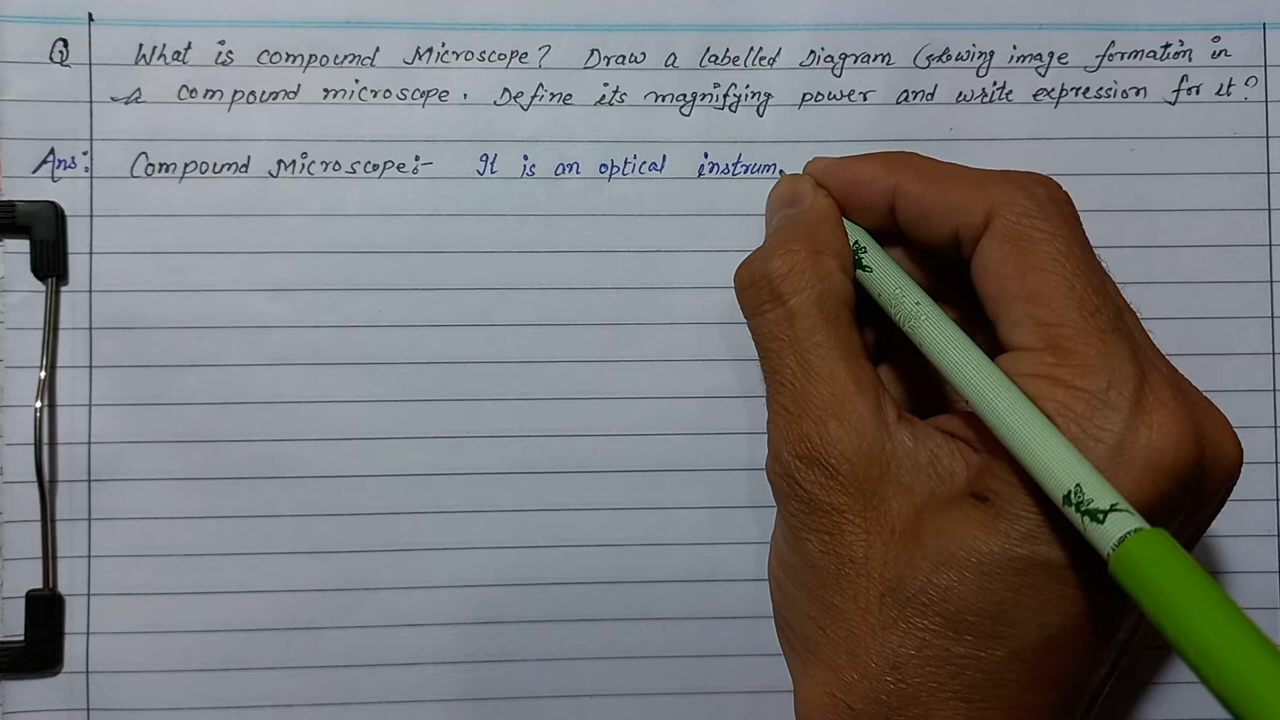 Q What is compound Microscope? Draw a labelled Diagram showing image formation in
a compound microscope. Define its magnifying power and write expression for it?
Ans:- Compound Microscope:- It is an optical instrum